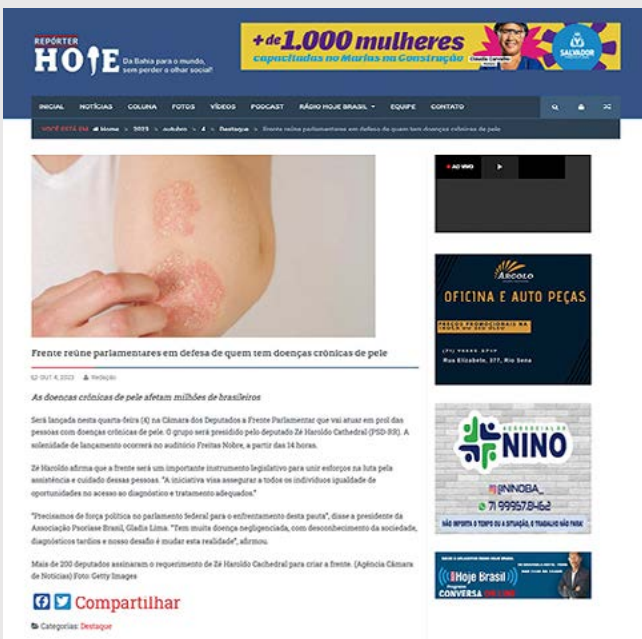 REPÓRTER
HOJE
Da Bahia para o mundo,
sem perder o olhar social!
+de 1.000 mulheres
capacitadas no Marias na Construção
SALVADOR
INICIAL NOTÍCIAS COLUNA FOTOS VÍDEOS PODCAST RÁDIO HOJE BRASIL EQUIPE CONTATO
VOCÊ ESTÁ EM: Home > 2023 > outubro > 4 > Destaque > Frente reúne parlamentares em defesa de quem tem doenças crônicas de pele
AO VIVO
ARCOLO
OFICINA E AUTO PEÇAS
PREÇOS PROMOCIONAIS NA
Rua Elizabete, 377, Rio Sena
Frente reúne parlamentares em defesa de quem tem doenças crônicas de pele
OUT 4, 2023 Redação
As doenças crônicas de pele afetam milhões de brasileiros
Será lançada nesta quarta-feira (4) na Câmara dos Deputados a Frente Parlamentar que vai atuar em prol das
pessoas com doenças crônicas de pele. O grupo será presidido pelo deputado Zé Haroldo Cathedral (PSD-RR). A
solenidade de lançamento ocorrerá no auditório Freitas Nobre, a partir das 14 horas.
Zé Haroldo afirma que a frente será um importante instrumento legislativo para unir esforços na luta pela
assistência e cuidado dessas pessoas. "A iniciativa visa assegurar a todos os indivíduos igualdade de
oportunidades no acesso ao diagnóstico e tratamento adequados."
"Precisamos de força política no parlamento federal para o enfrentamento desta pauta", disse a presidente da
Associação Psoríase Brasil, Gladis Lima. "Tem muita doença negligenciada, com desconhecimento da sociedade,
diagnósticos tardios e nosso desafio é mudar esta realidade", afirmou.
Mais de 200 deputados assinaram o requerimento de Zé Haroldo Cachedral para criar a frente. (Agência Câmara
de Notícias) Foto: Getty Images
Compartilhar
Categorias: Destaque
NINO
@NINOBA_
71 99957.8462
NÃO IMPORTA O TEMPO OU A SITUAÇÃO, O TRABALHO NÃO PARA!
Hoje Brasil
Programa
CONVERSA